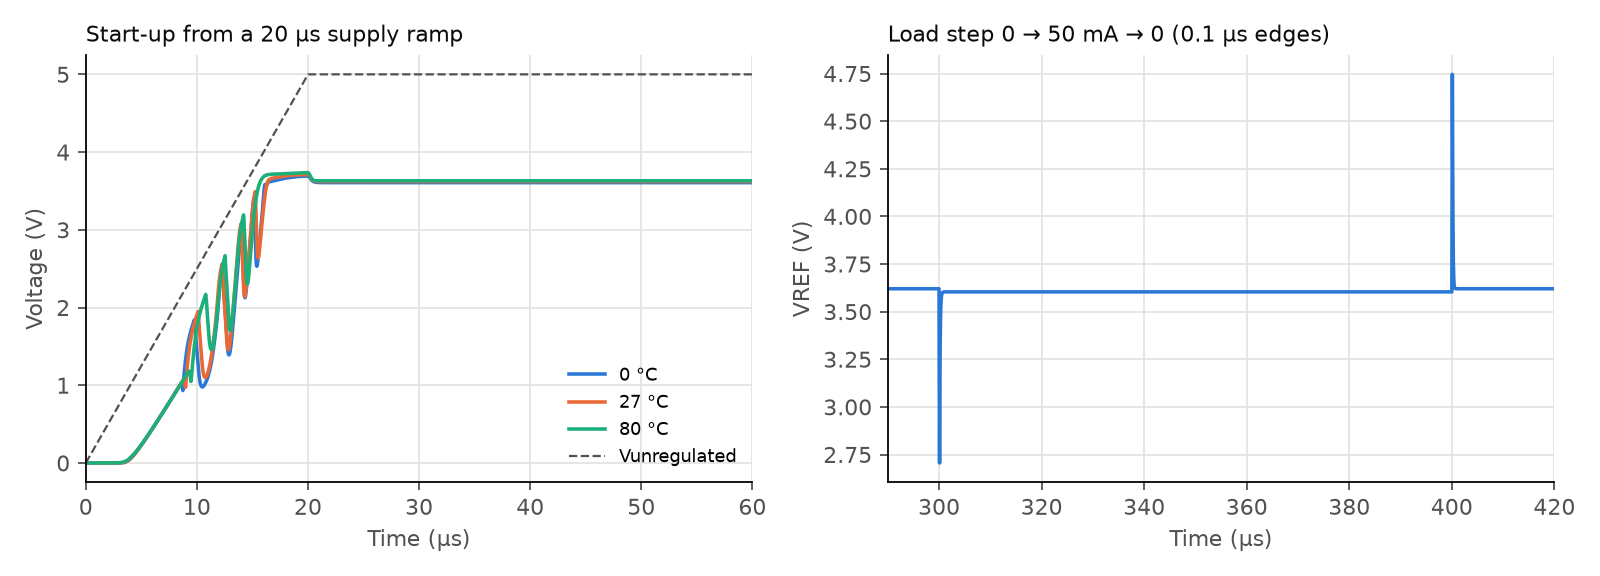 Start-up from a 20 µs supply ramp
Voltage (V)
5
4
3
2
1
0
0 °C
27 °C
80 °C
Vunregulated
0 10 20 30 40 50 60
Time (µs)
Load step 0 → 50 mA → 0 (0.1 µs edges)
VREF (V)
4.75
4.50
4.25
4.00
3.75
3.50
3.25
3.00
2.75
300 320 340 360 380 400 420
Time (µs)